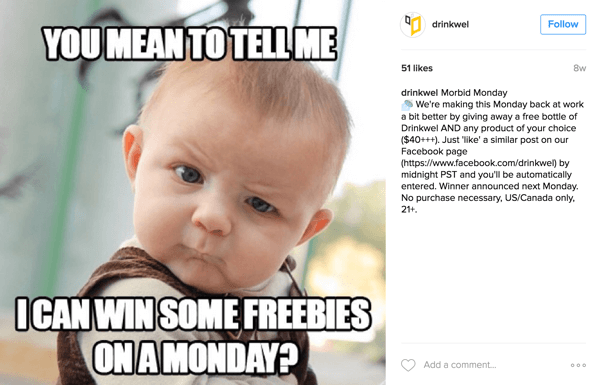 YOU MEAN TO TELL ME
I CAN WIN SOME FREEBIES
ON A MONDAY?
drinkwel
Follow
51 likes
8w
drinkwel Morbid Monday
We're making this Monday back at work
a bit better by giving away a free bottle of
Drinkwel AND any product of your choice
($40+++). Just 'like' a similar post on our
Facebook page
(https://www.facebook.com/drinkwel) by
midnight PST and you'll be automatically
entered. Winner announced next Monday.
No purchase necessary, US/Canada only,
21+.
Add a comment...